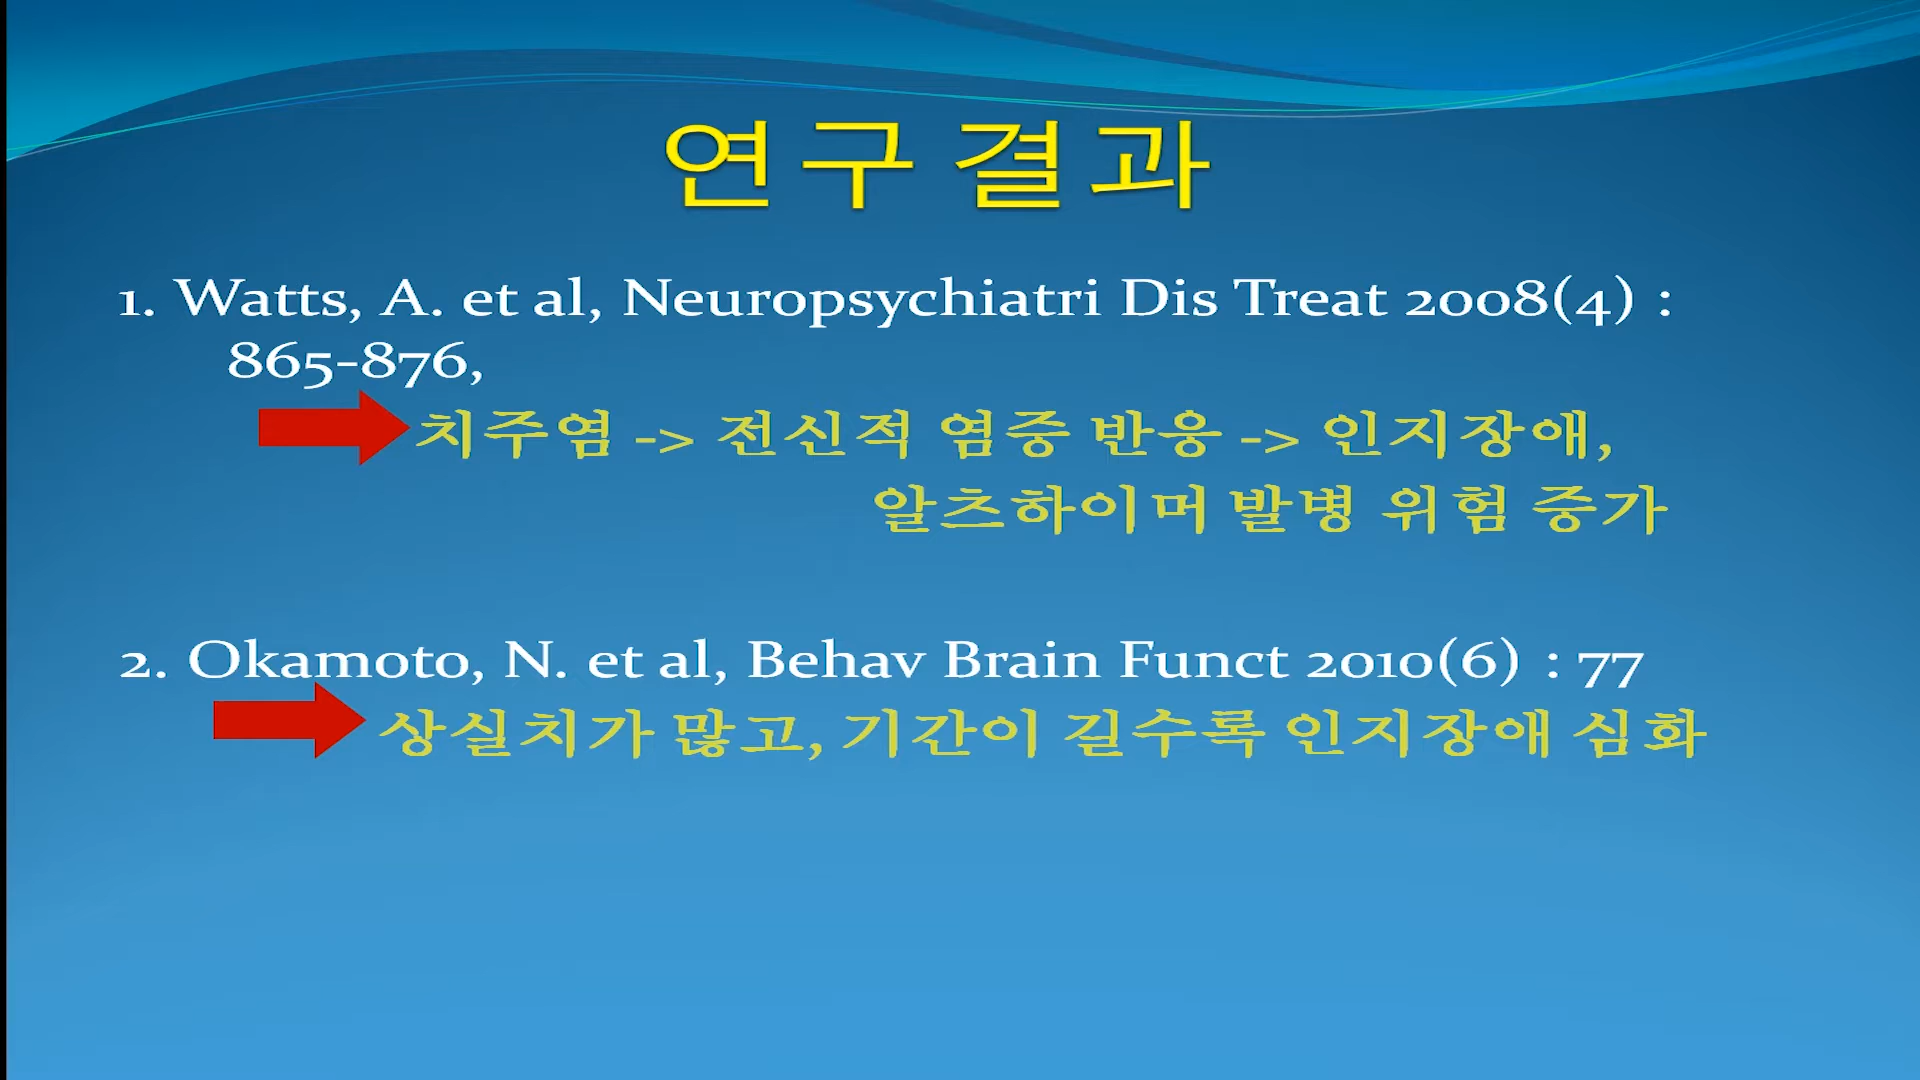 연구 결과
1. Watts, A. et al, Neuropsychiatri Dis Treat 2008(4) :
865-876,
치주염 -> 전신적 염중 반응 -> 인지장애,
알츠하이머 발병 위험 증가
2. Okamoto, N. et al, Behav Brain Funct 2010(6) : 77
상실치가 많고, 기간이 길수록 인지장애 심화